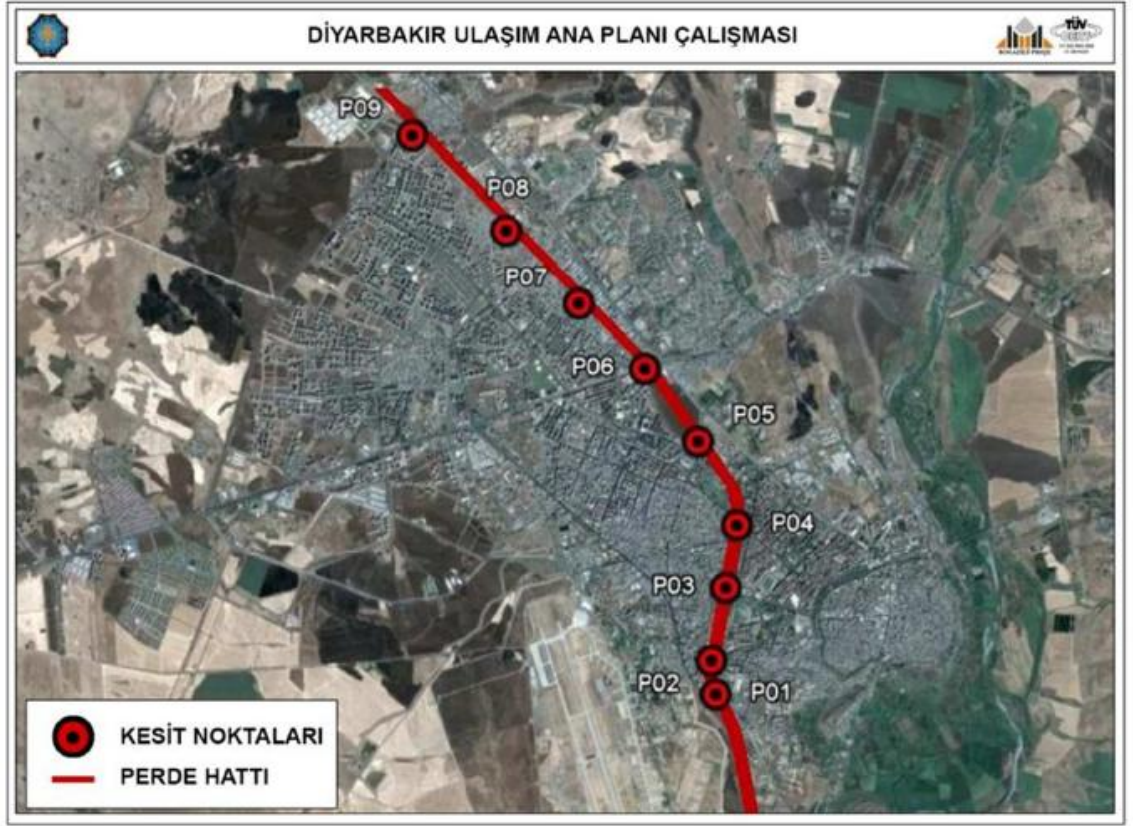 DİYARBAKIR ULAŞIM ANA PLANI ÇALIŞMASI
TÜV
P09
P08
P07
P06
P05
P04
P03
P02
P01
KESİT NOKTALARI
PERDE HATTI